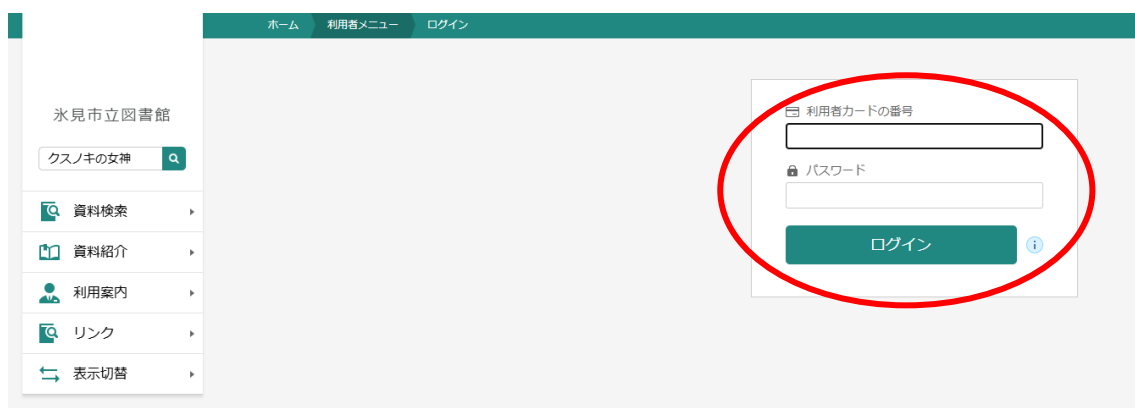 ホーム 利用者メニュー ログイン
氷見市立図書館
クスノキの女神
資料検索
資料紹介
利用案内
リンク
表示切替
利用者カードの番号
パスワード
ログイン